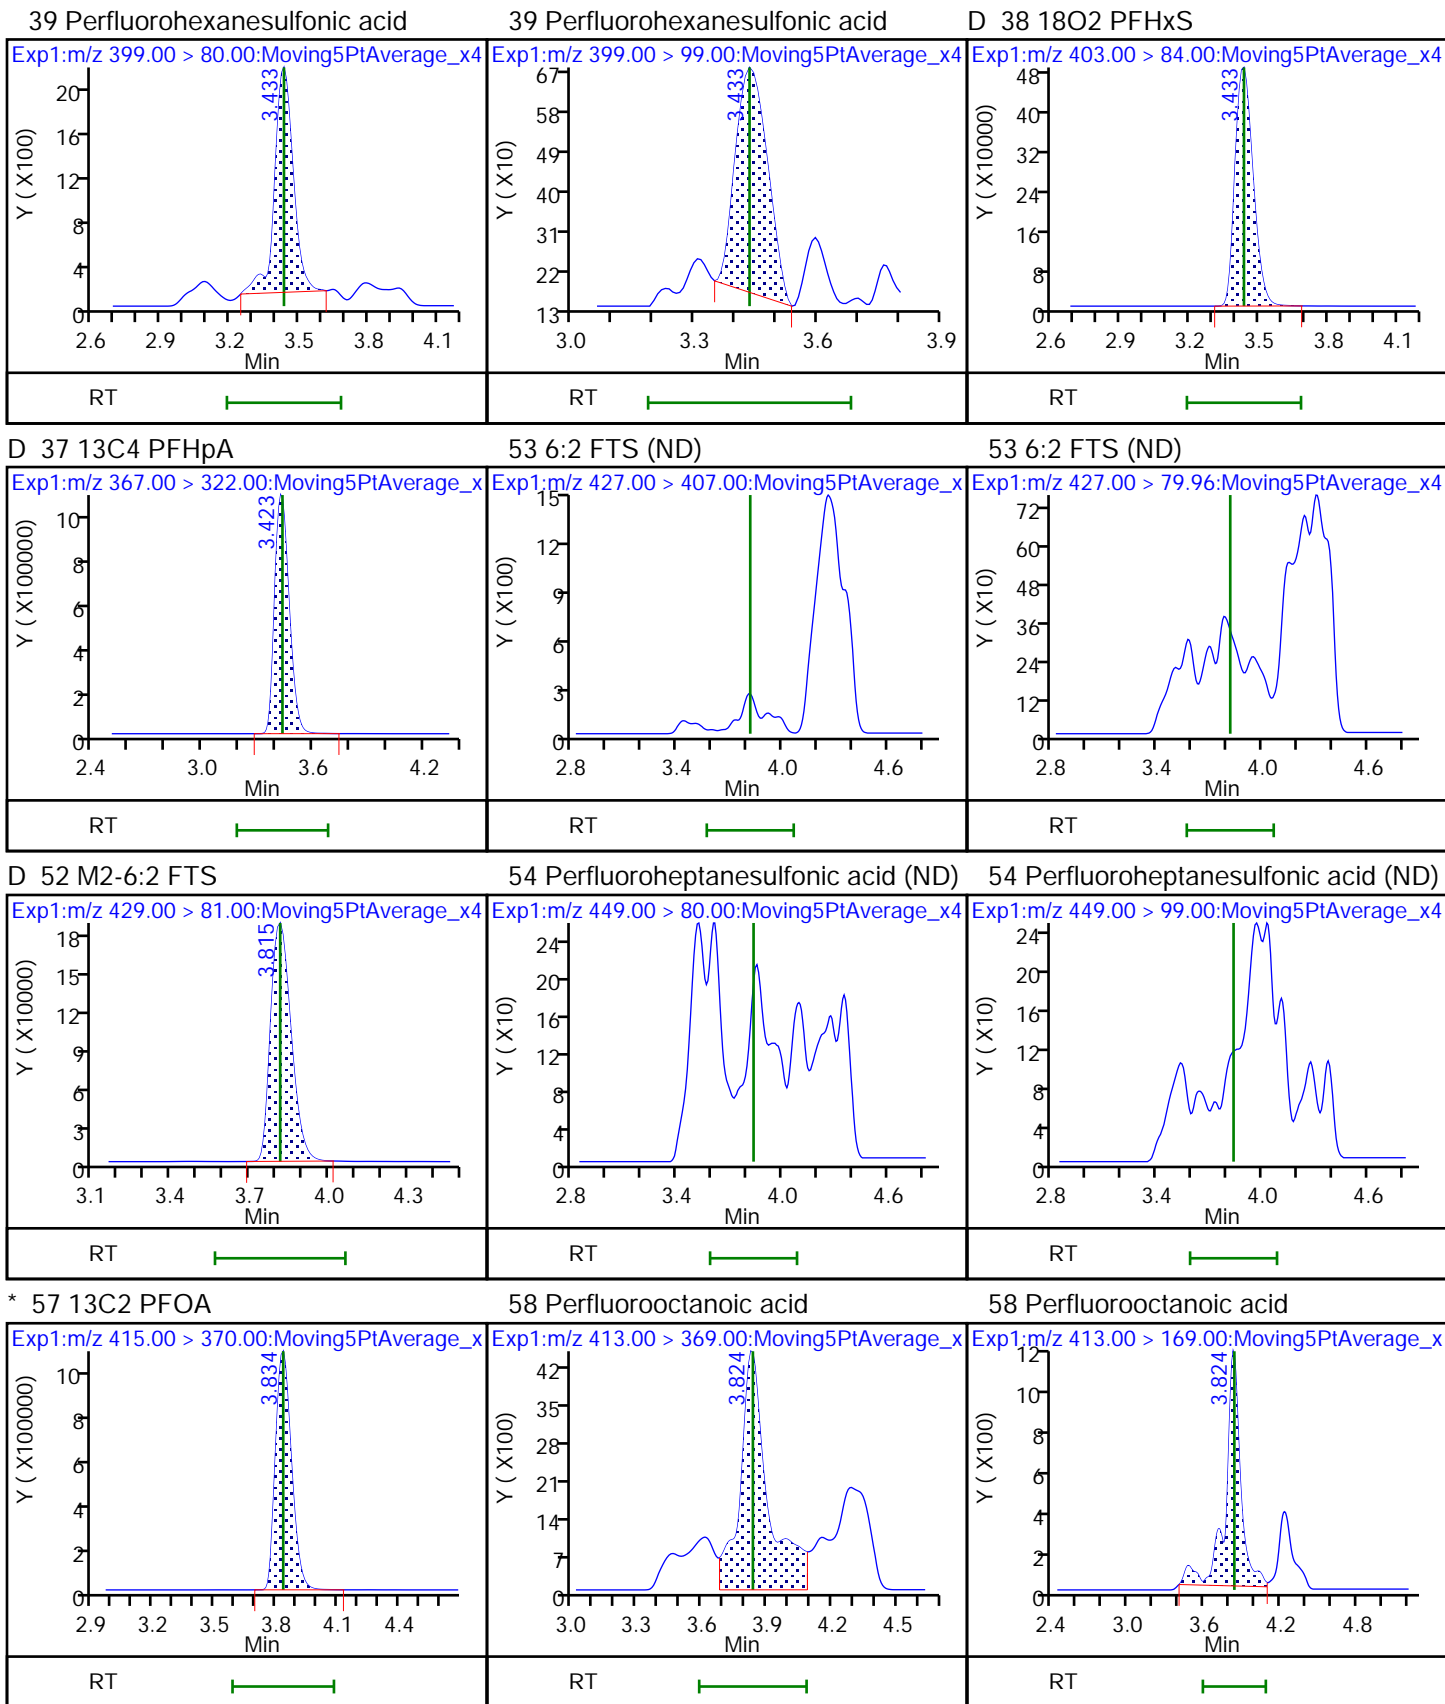 39 Perfluorohexanesulfonic acid
Exp1:m/z 399.00 > 80.00:Moving5PtAverage_x4
3.433
Y ( X100)
20
16
12
8
4
0
2.6 2.9 3.2 3.5 3.8 4.1
Min
RT
39 Perfluorohexanesulfonic acid
Exp1:m/z 399.00 > 99.00:Moving5PtAverage_x4
3.433
Y ( X10)
67
58
49
40
31
22
13
3.0 3.3 3.6 3.9
Min
RT
D 38 18O2 PFHxS
Exp1:m/z 403.00 > 84.00:Moving5PtAverage_x4
3.433
Y ( X10000)
48
40
32
24
16
8
0
2.6 2.9 3.2 3.5 3.8 4.1
Min
RT
D 37 13C4 PFHpA
Exp1:m/z 367.00 > 322.00:Moving5PtAverage_x
3.423
Y ( X100000)
10
8
6
4
2
0
2.4 3.0 3.6 4.2
Min
RT
53 6:2 FTS (ND)
Exp1:m/z 427.00 > 407.00:Moving5PtAverage_x
Y ( X100)
15
12
9
6
3
0
2.8 3.4 4.0 4.6
Min
RT
53 6:2 FTS (ND)
Exp1:m/z 427.00 > 79.96:Moving5PtAverage_x4
Y ( X10)
72
60
48
36
24
12
0
2.8 3.4 4.0 4.6
Min
RT
D 52 M2-6:2 FTS
Exp1:m/z 429.00 > 81.00:Moving5PtAverage_x4
3.815
Y ( X10000)
18
15
12
9
6
3
0
3.1 3.4 3.7 4.0 4.3
Min
RT
54 Perfluoroheptanesulfonic acid (ND)
Exp1:m/z 449.00 > 80.00:Moving5PtAverage_x4
Y ( X10)
24
20
16
12
8
4
0
2.8 3.4 4.0 4.6
Min
RT
54 Perfluoroheptanesulfonic acid (ND)
Exp1:m/z 449.00 > 99.00:Moving5PtAverage_x4
Y ( X10)
24
20
16
12
8
4
0
2.8 3.4 4.0 4.6
Min
RT
* 57 13C2 PFOA
Exp1:m/z 415.00 > 370.00:Moving5PtAverage_x
3.834
Y ( X100000)
10
8
6
4
2
0
2.9 3.2 3.5 3.8 4.1 4.4
Min
RT
58 Perfluorooctanoic acid
Exp1:m/z 413.00 > 369.00:Moving5PtAverage_x
3.824
Y ( X100)
42
35
28
21
14
7
0
3.0 3.3 3.6 3.9 4.2 4.5
Min
RT
58 Perfluorooctanoic acid
Exp1:m/z 413.00 > 169.00:Moving5PtAverage_x
3.824
Y ( X100)
12
10
8
6
4
2
0
2.4 3.0 3.6 4.2 4.8
Min
RT